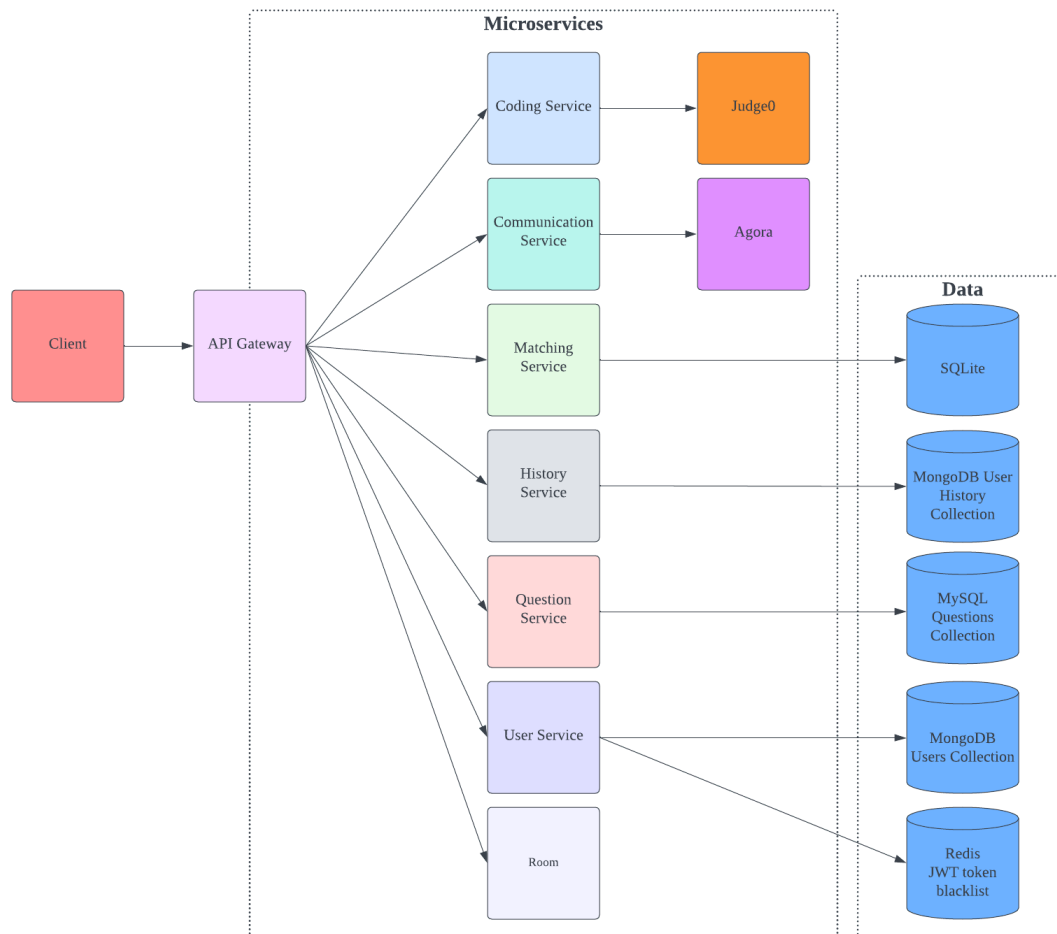 Microservices
Coding Service
Judge0
Communication
Service
Agora
Client
API Gateway
Matching
Service
Data
SQLite
History
Service
MongoDB User
History
Collection
Question
Service
MySQL
Questions
Collection
User Service
MongoDB
Users Collection
Room
Redis
JWT token
blacklist